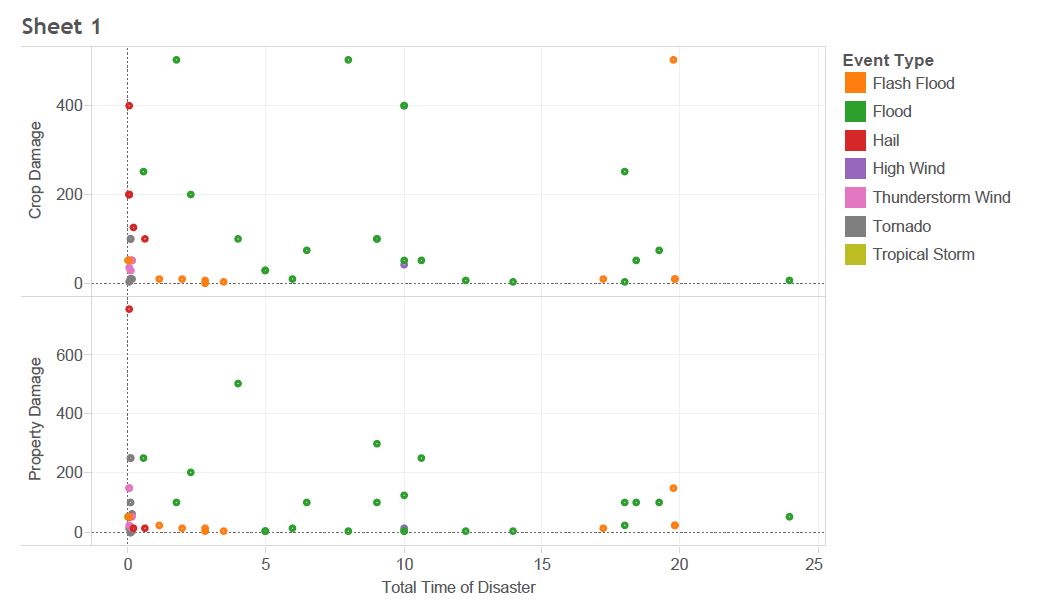 Sheet 1
Crop Damage
400
200
0
Property Damage
600
400
200
0
0 5 10 15 20 25
Total Time of Disaster
Event Type
Flash Flood
Flood
Hail
High Wind
Thunderstorm Wind
Tornado
Tropical Storm